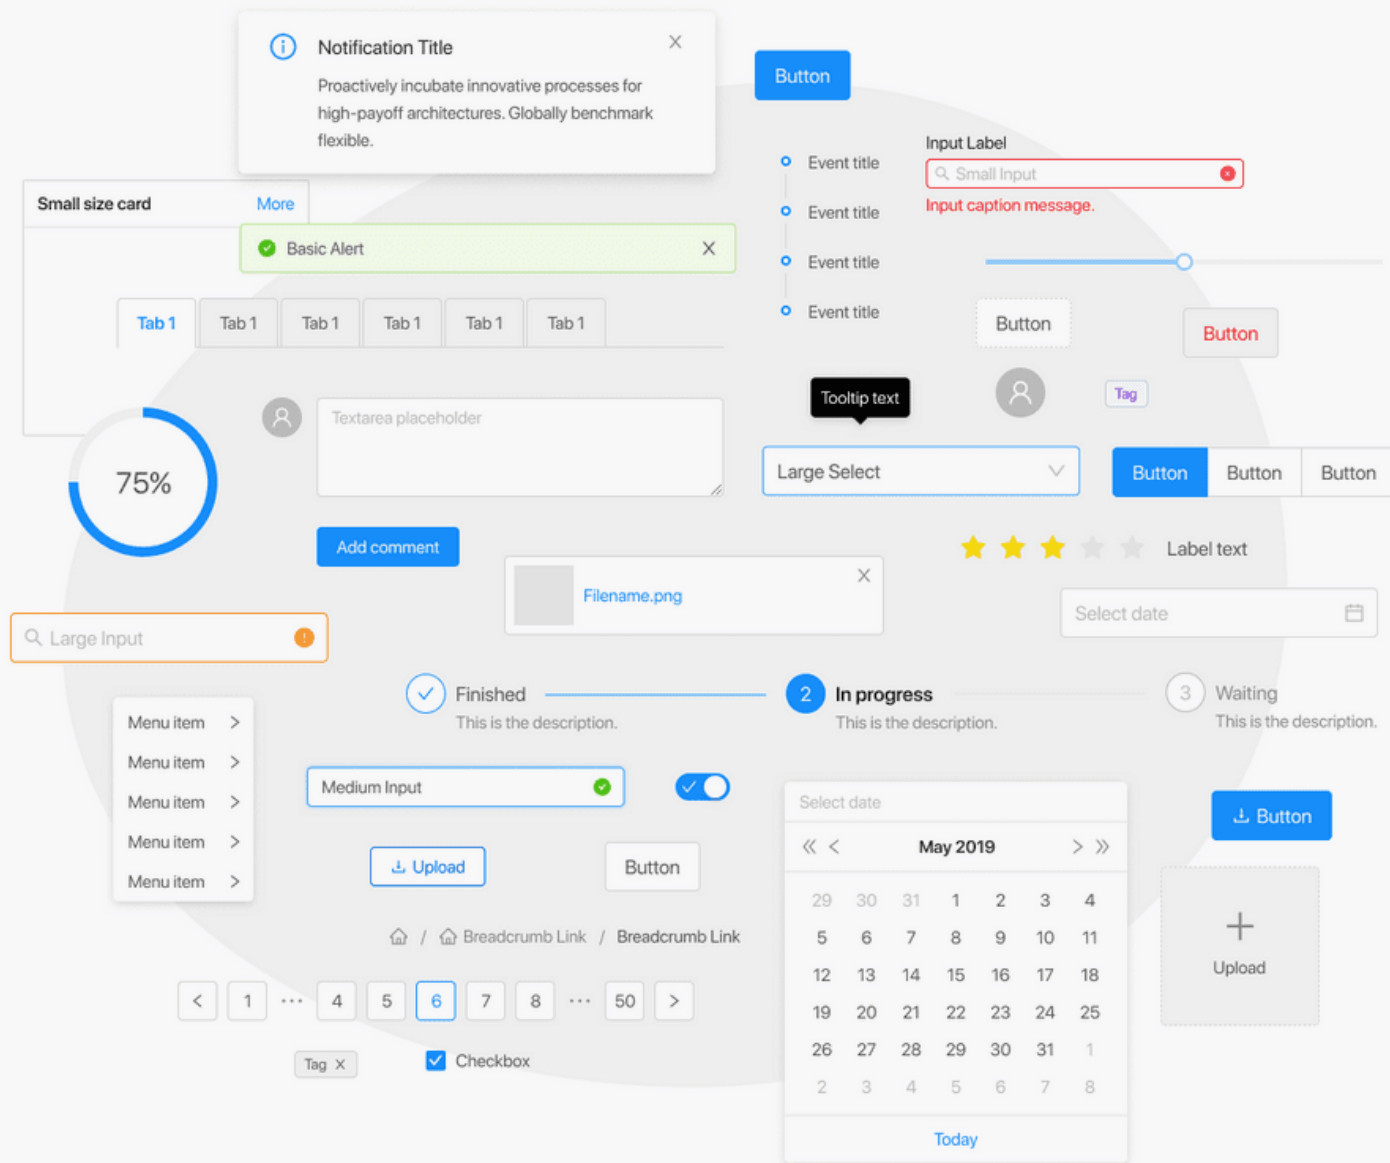 Notification Title
Proactively incubate innovative processes for
high-payoff architectures. Globally benchmark
flexible.
Button
Event title
Event title
Event title
Event title
Input Label
Small Input
Input caption message.
Small size card More
Basic Alert
Tab 1 Tab 1 Tab 1 Tab 1 Tab 1 Tab 1
Button
Button
Tooltip text
Tag
Textarea placeholder
75%
Large Select
Button Button Button
Add comment
Label text
Filename.png
Select date
Large Input
Finished
This is the description.
2 In progress
This is the description.
3 Waiting
This is the description.
Menu item
Menu item
Menu item
Menu item
Menu item
Medium Input
Upload
Button
/ Breadcrumb Link / Breadcrumb Link
< 1 ··· 4 5 6 7 8 ··· 50 >
Tag X
Checkbox
Select date
« < May 2019 > »
29 30 31 1 2 3 4
5 6 7 8 9 10 11
12 13 14 15 16 17 18
19 20 21 22 23 24 25
26 27 28 29 30 31 1
2 3 4 5 6 7 8
Today
Button
Upload